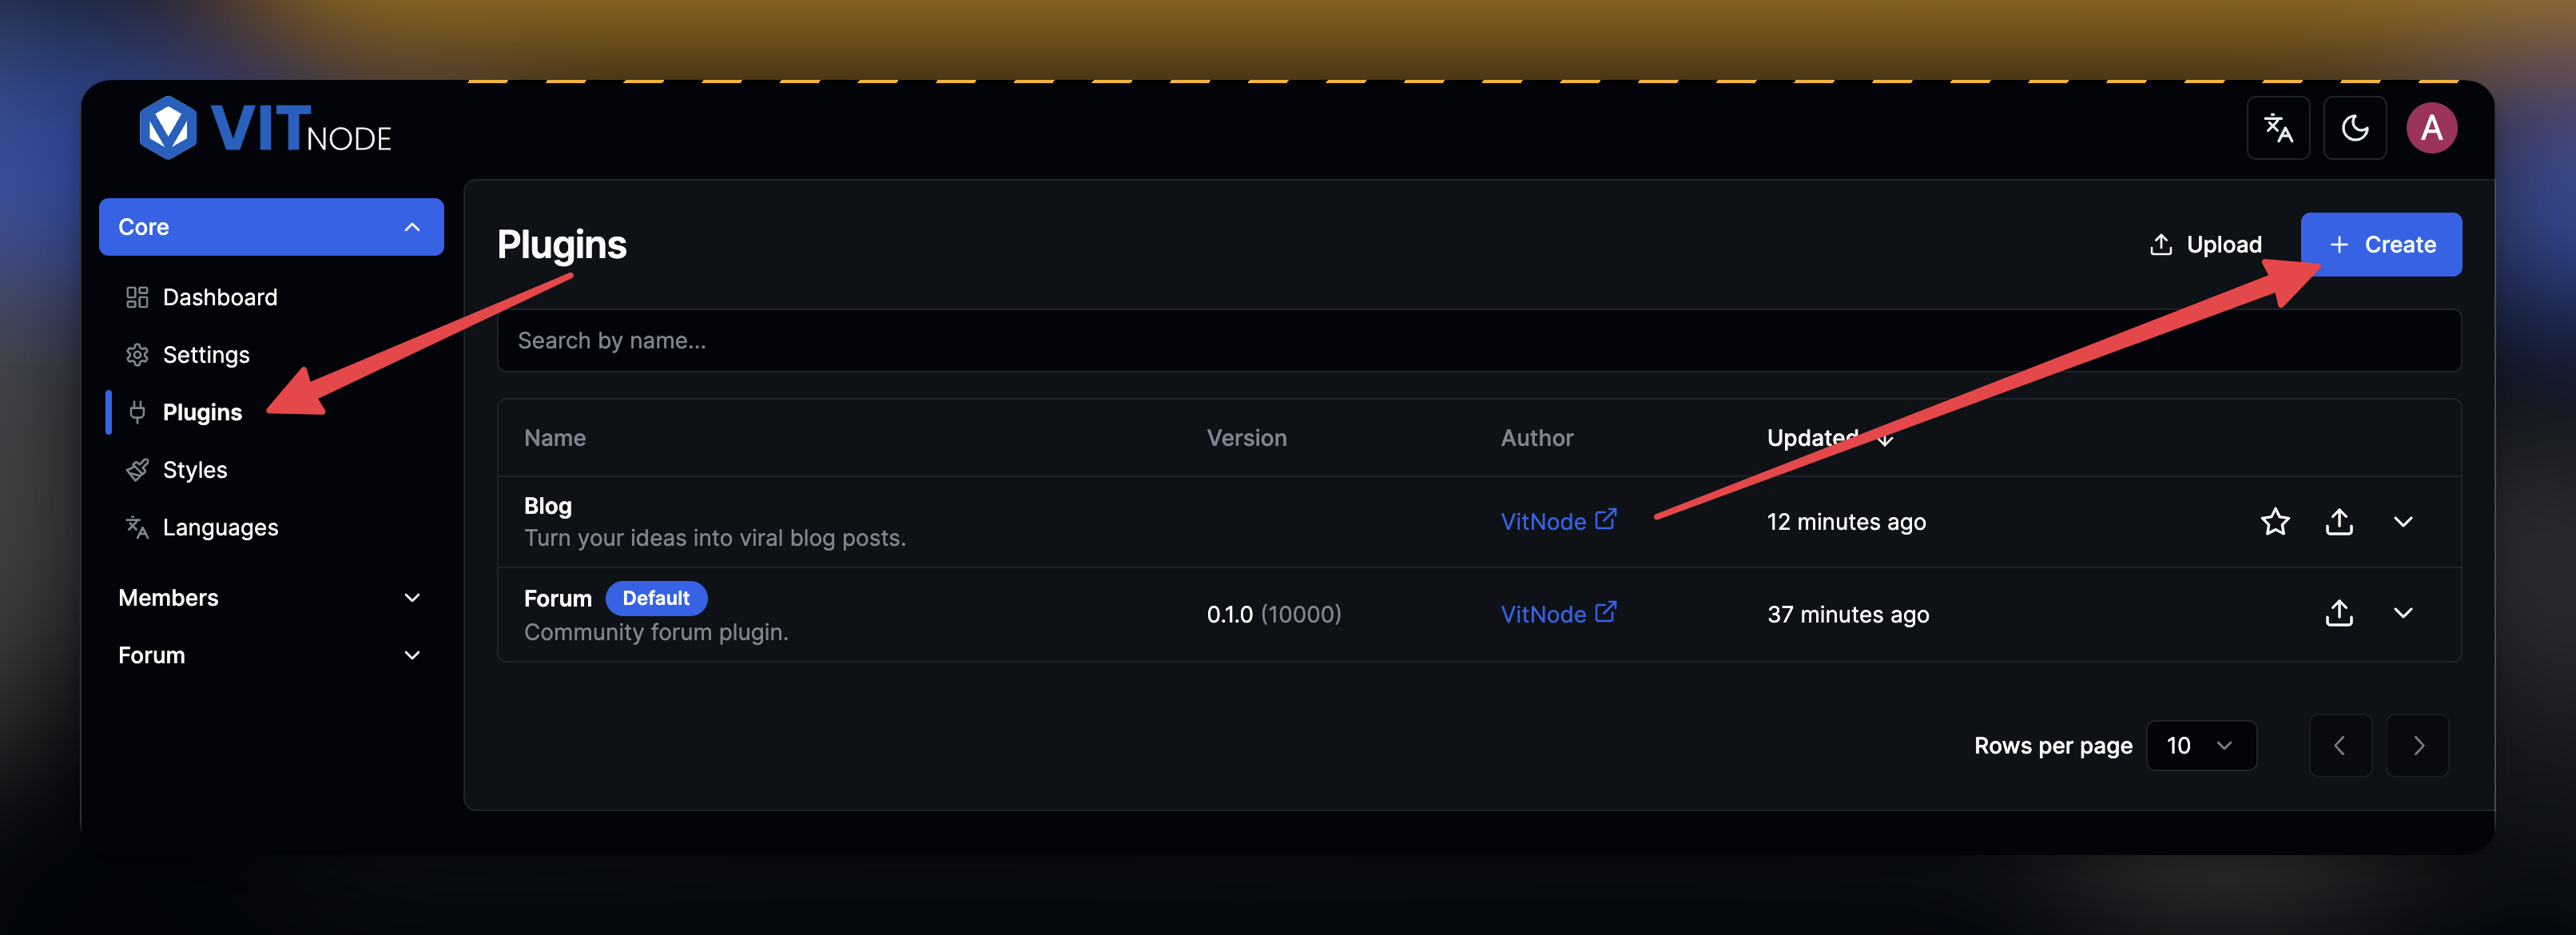 VITNODE
A
Core
Dashboard
Settings
Plugins
Styles
Languages
Members
Forum
Plugins
Upload
Create
Search by name...
Name Version Author Updated
Blog
Turn your ideas into viral blog posts.
VitNode 12 minutes ago
Forum Default
Community forum plugin.
0.1.0 (10000) VitNode 37 minutes ago
Rows per page 10